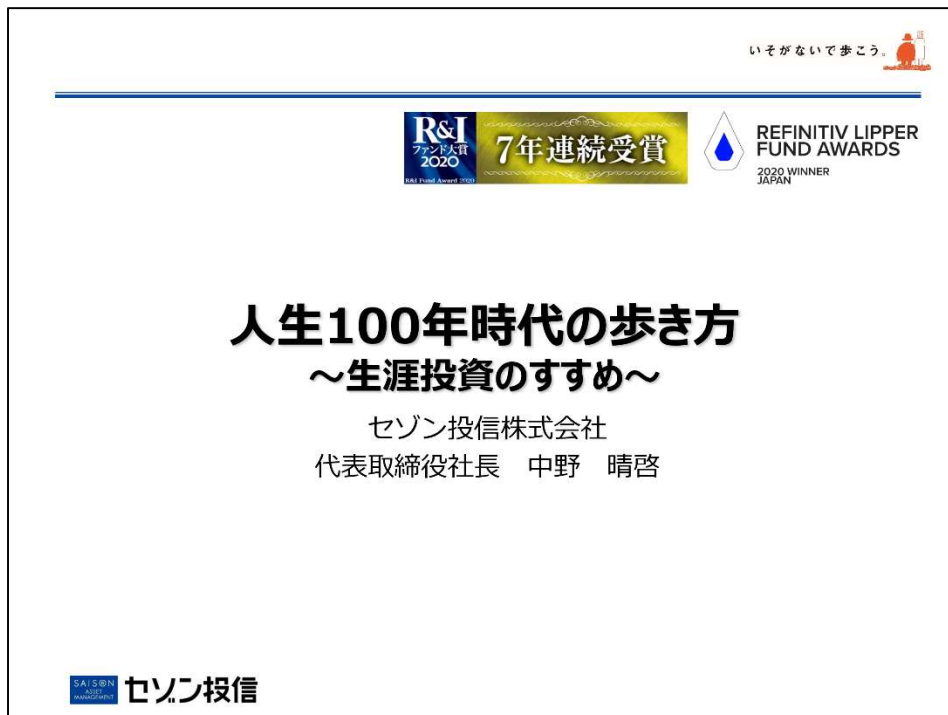 いそがないで歩こう。
R&I
ファンド大賞
2020
R&I Fund Award 2020
7年連続受賞
REFINITIV LIPPER
FUND AWARDS
2020 WINNER
JAPAN
人生100年時代の歩き方
～生涯投資のすすめ～
セゾン投信株式会社
代表取締役社長　中野　晴啓
SAISON
ASSET
MANAGEMENT
セゾン投信